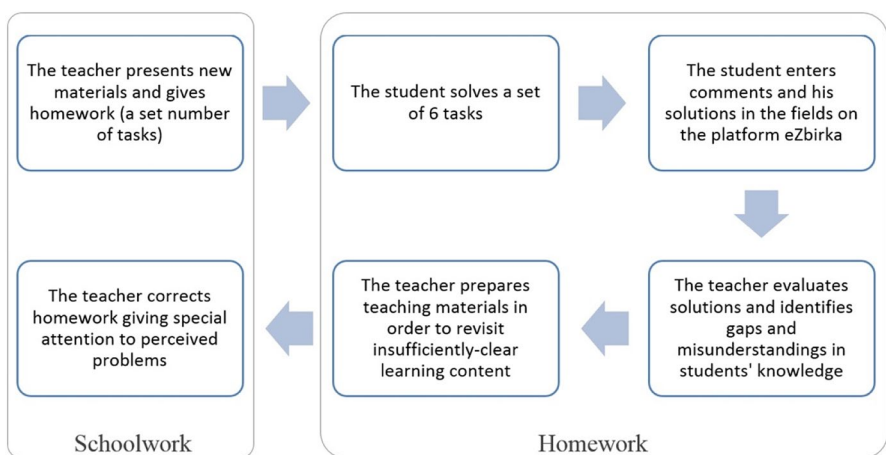 The teacher presents new
materials and gives
homework (a set number
of tasks)
The student solves a set
of 6 tasks
The student enters
comments and his
solutions in the fields on
the platform eZbirka
The teacher evaluates
solutions and identifies
gaps and
misunderstandings in
students' knowledge
The teacher prepares
teaching materials in
order to revisit
insufficiently-clear
learning content
The teacher corrects
homework giving special
attention to perceived
problems
Schoolwork
Homework